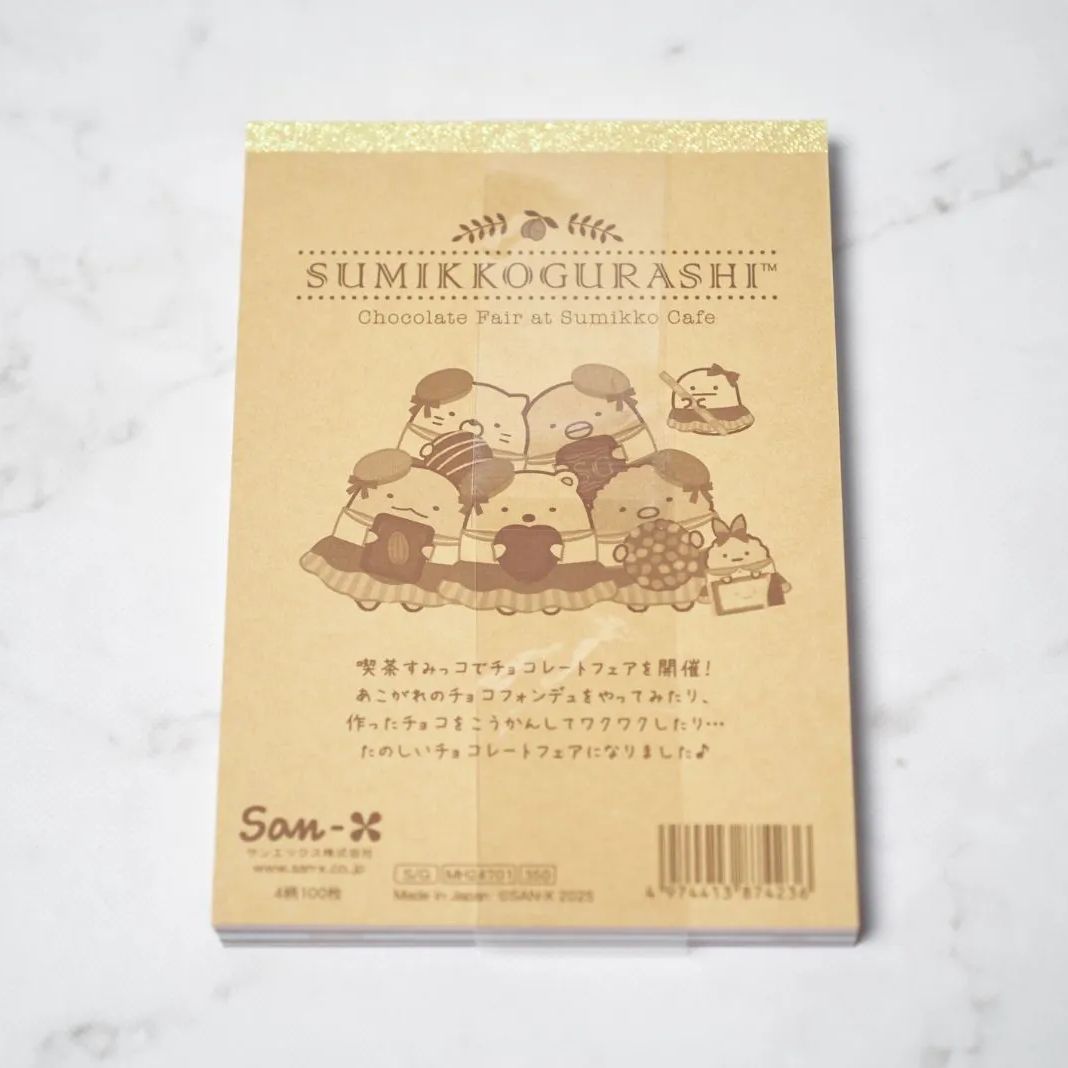 SUMIKKOGURASHI™
Chocolate Fair at Sumikko Cafe
喫茶すみっコでチョコレートフェアを開催!
あこがれのチョコフォンデュをやってみたり、
作ったチョコをこうかんしてワクワクしたり…
たのしいチョコレートフェアになりました♪
San-X
サンエックス株式会社
www.san-x.co.jp
4柄100枚
S/G MH24701 350
Made in Japan ©SAN-X 2025
4 974413 874236